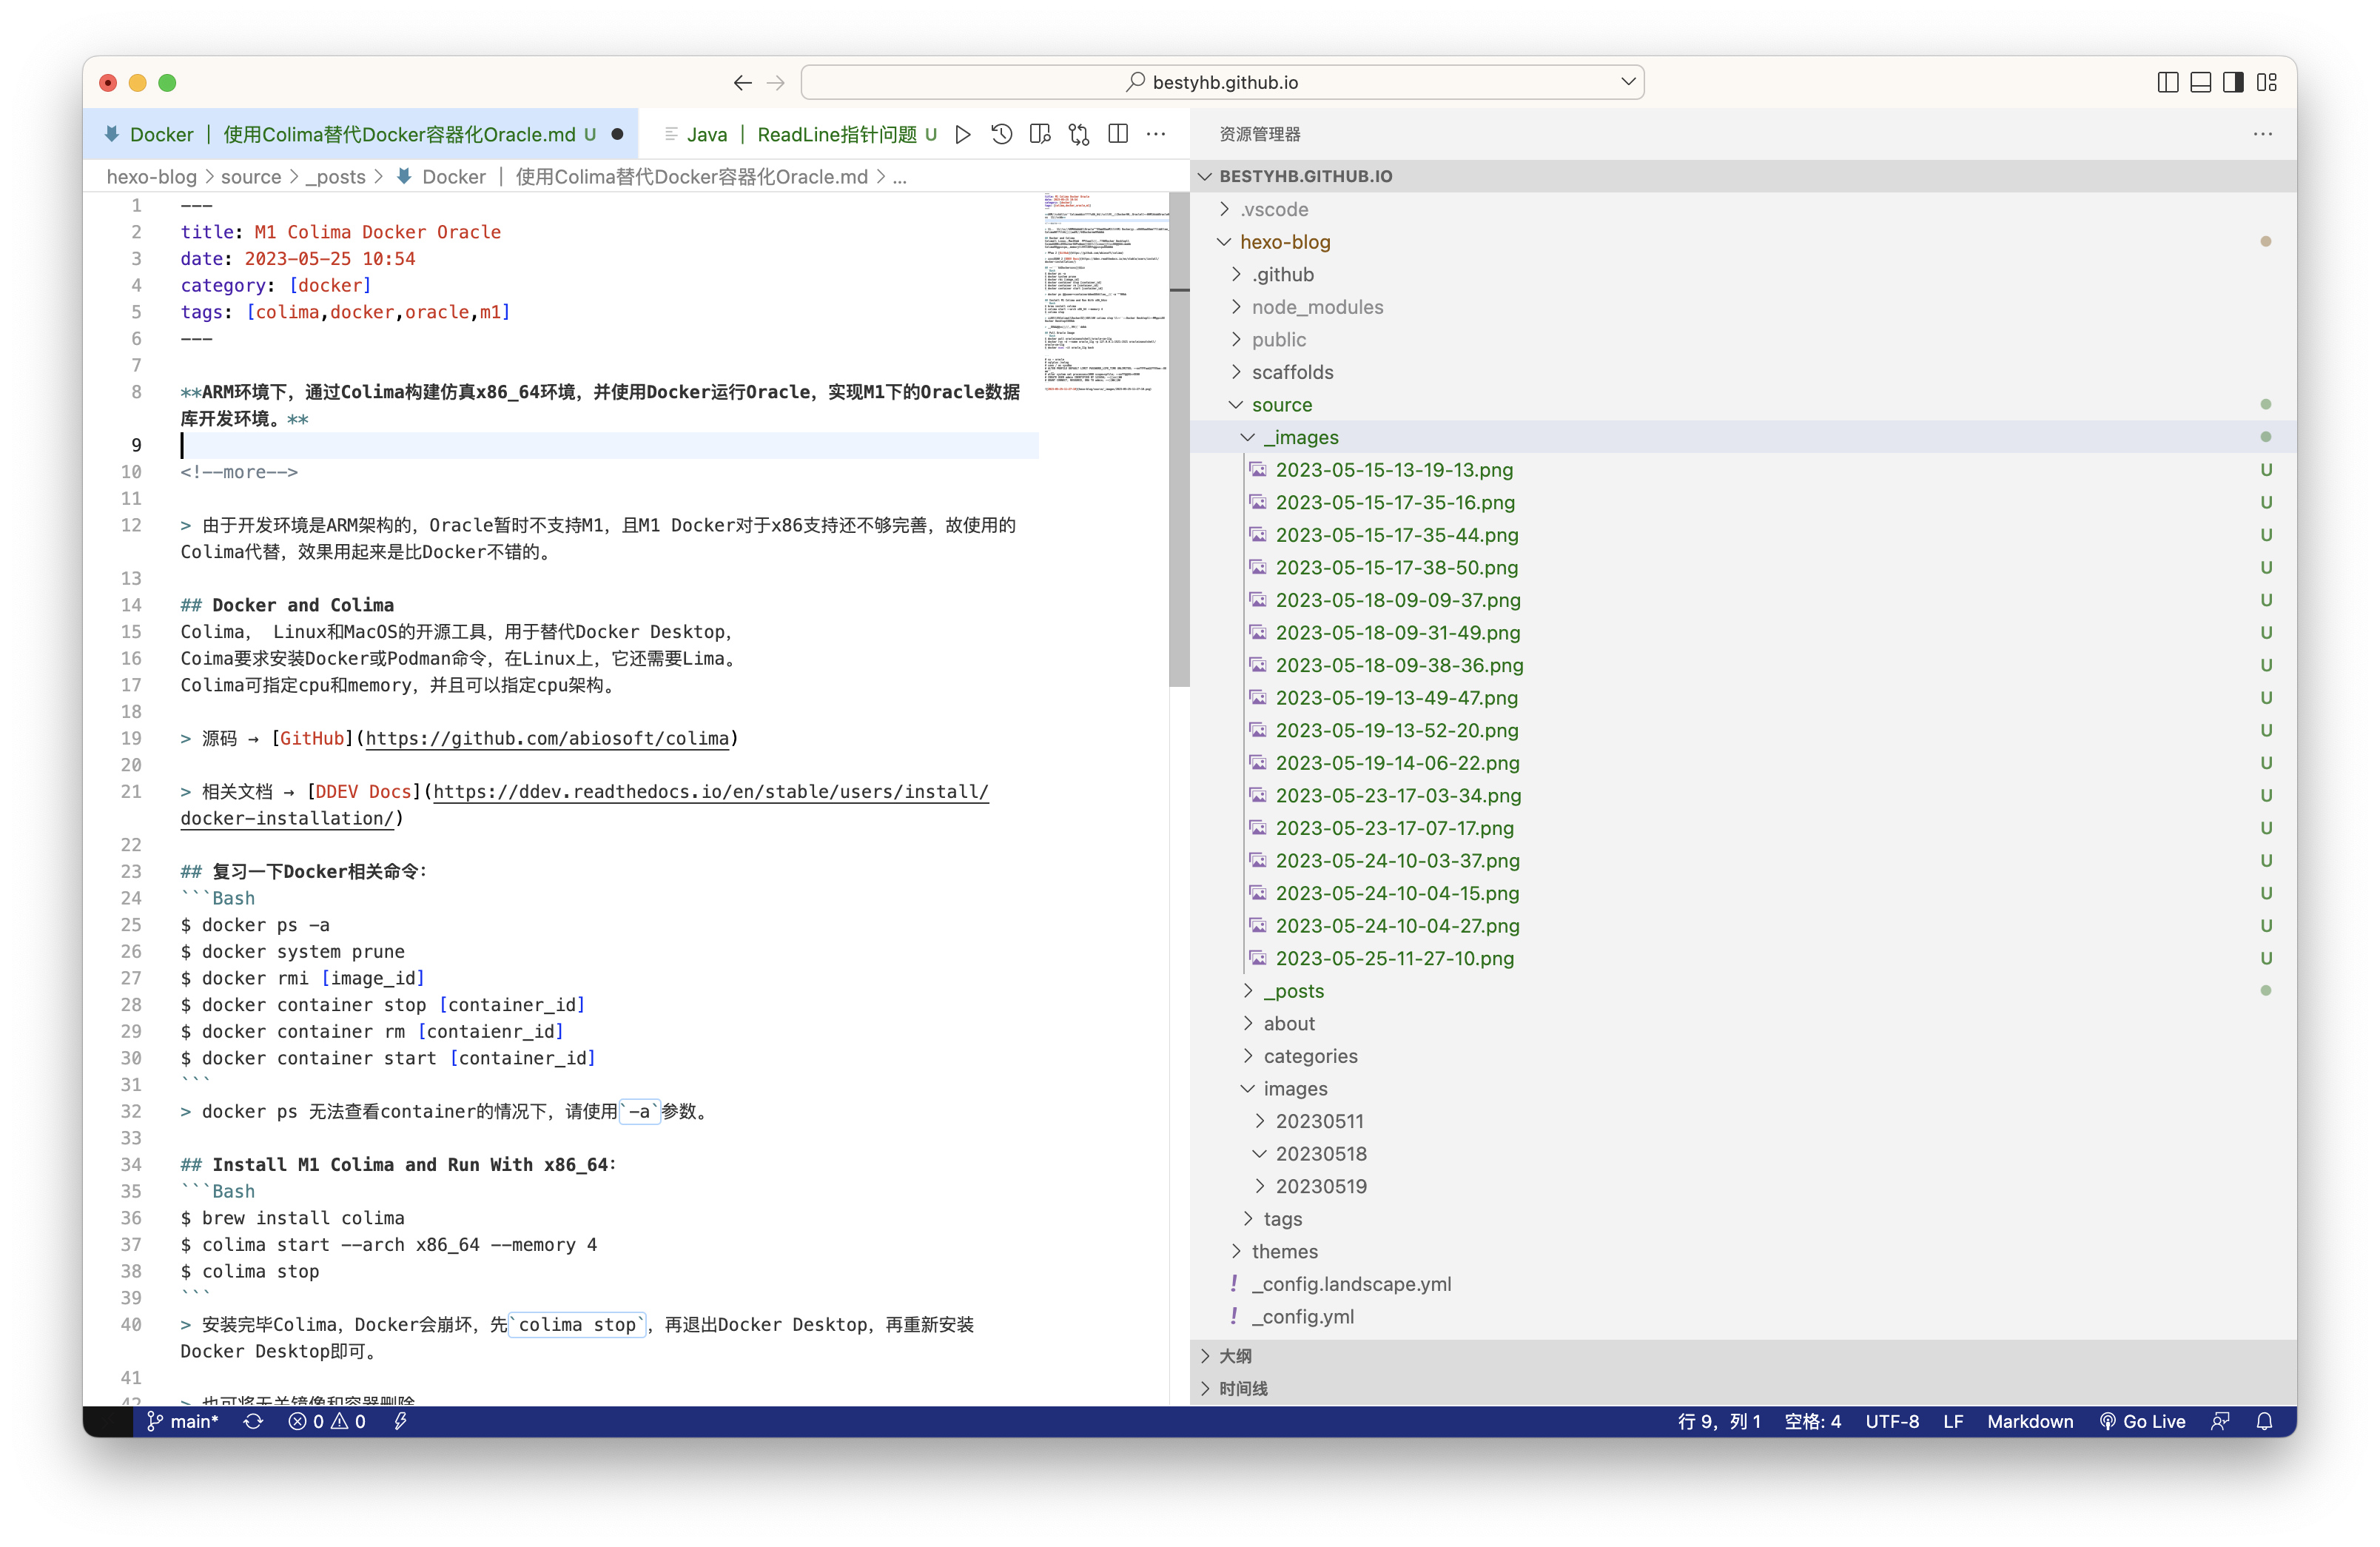 bestyhb.github.io
Docker | 使用Colima替代Docker容器化Oracle.md U
Java | ReadLine指针问题 U
hexo-blog > source > _posts > Docker | 使用Colima替代Docker容器化Oracle.md > ...
1 ---
2 title: M1 Colima Docker Oracle
3 date: 2023-05-25 10:54
4 category: [docker]
5 tags: [colima,docker,oracle,m1]
6 ---
7
8 **ARM环境下，通过Colima构建仿真x86_64环境，并使用Docker运行Oracle，实现M1下的Oracle数据
库开发环境。**
9
10 <!--more-->
11
12 > 由于开发环境是ARM架构的，Oracle暂时不支持M1，且M1 Docker对于x86支持还不够完善，故使用的
Colima代替，效果用起来是比Docker不错的。
13
14 ## Docker and Colima
15 Colima， Linux和MacOS的开源工具，用于替代Docker Desktop，
16 Coima要求安装Docker或Podman命令，在Linux上，它还需要Lima。
17 Colima可指定cpu和memory，并且可以指定cpu架构。
18
19 > 源码 → [GitHub](https://github.com/abiosoft/colima)
20
21 > 相关文档 → [DDEV Docs](https://ddev.readthedocs.io/en/stable/users/install/
docker-installation/)
22
23 ## 复习一下Docker相关命令：
24 ```Bash
25 $ docker ps -a
26 $ docker system prune
27 $ docker rmi [image_id]
28 $ docker container stop [container_id]
29 $ docker container rm [contaienr_id]
30 $ docker container start [container_id]
31 ```
32 > docker ps 无法查看container的情况下，请使用`-a`参数。
33
34 ## Install M1 Colima and Run With x86_64：
35 ```Bash
36 $ brew install colima
37 $ colima start --arch x86_64 --memory 4
38 $ colima stop
39 ```
40 > 安装完毕Colima，Docker会崩坏，先`colima stop`，再退出Docker Desktop，再重新安装
Docker Desktop即可。
41
42 > 也可将无关镜像和容器删除
资源管理器
BESTYHB.GITHUB.IO
.vscode
hexo-blog
.github
node_modules
public
scaffolds
source
_images
2023-05-15-13-19-13.png U
2023-05-15-17-35-16.png U
2023-05-15-17-35-44.png U
2023-05-15-17-38-50.png U
2023-05-18-09-09-37.png U
2023-05-18-09-31-49.png U
2023-05-18-09-38-36.png U
2023-05-19-13-49-47.png U
2023-05-19-13-52-20.png U
2023-05-19-14-06-22.png U
2023-05-23-17-03-34.png U
2023-05-23-17-07-17.png U
2023-05-24-10-03-37.png U
2023-05-24-10-04-15.png U
2023-05-24-10-04-27.png U
2023-05-25-11-27-10.png U
_posts
about
categories
images
20230511
20230518
20230519
tags
themes
! _config.landscape.yml
! _config.yml
大纲
时间线
main* 0 0
行 9，列 1 空格: 4 UTF-8 LF Markdown Go Live